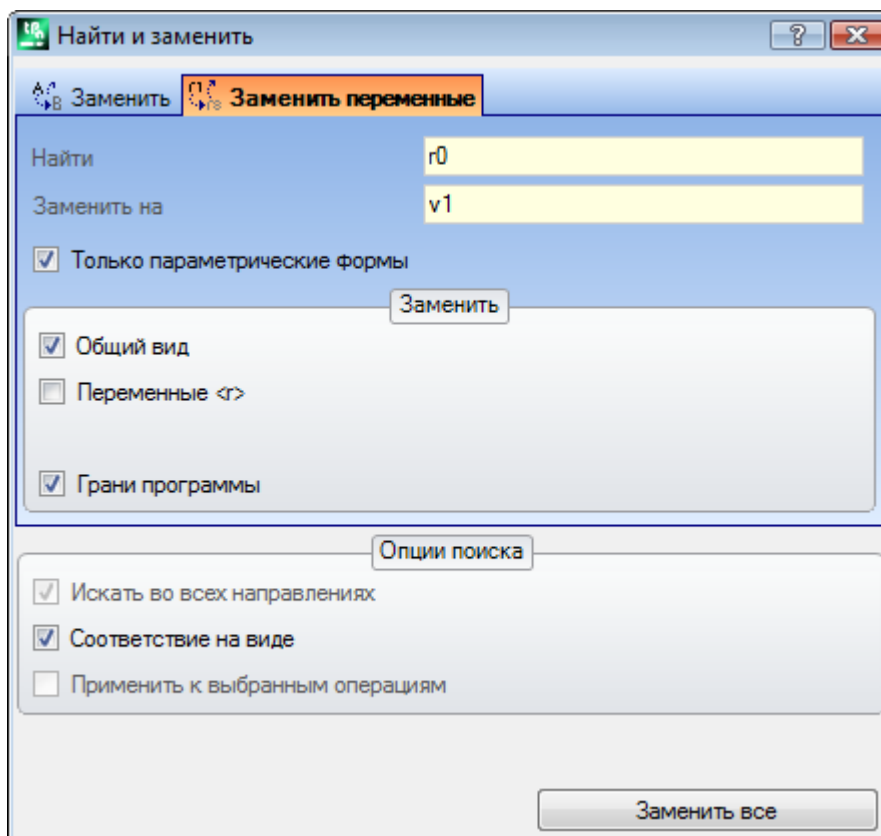 Найти и заменить
Заменить Заменить переменные
Найти r0
Заменить на v1
Только параметрические формы
Заменить
Общий вид
Переменные <r>
Грани программы
Опции поиска
Искать во всех направлениях
Соответствие на виде
Применить к выбранным операциям
Заменить все